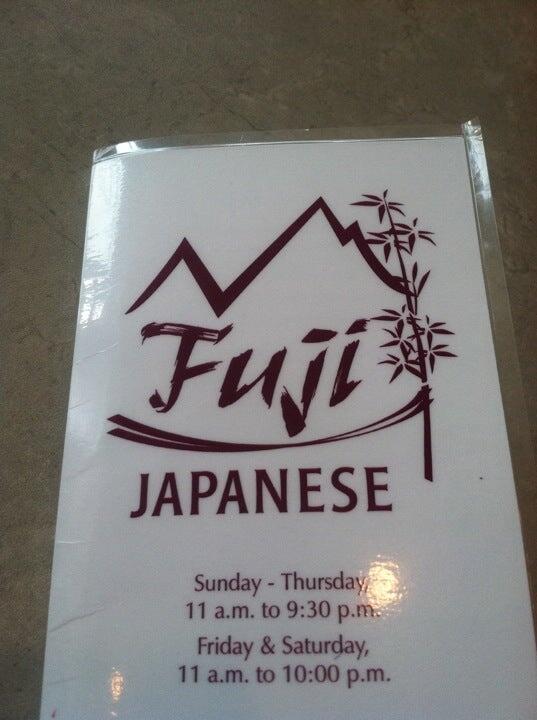 Fuji
JAPANESE
Sunday - Thursday,
11 a.m. to 9:30 p.m.
Friday & Saturday,
11 a.m. to 10:00 p.m.